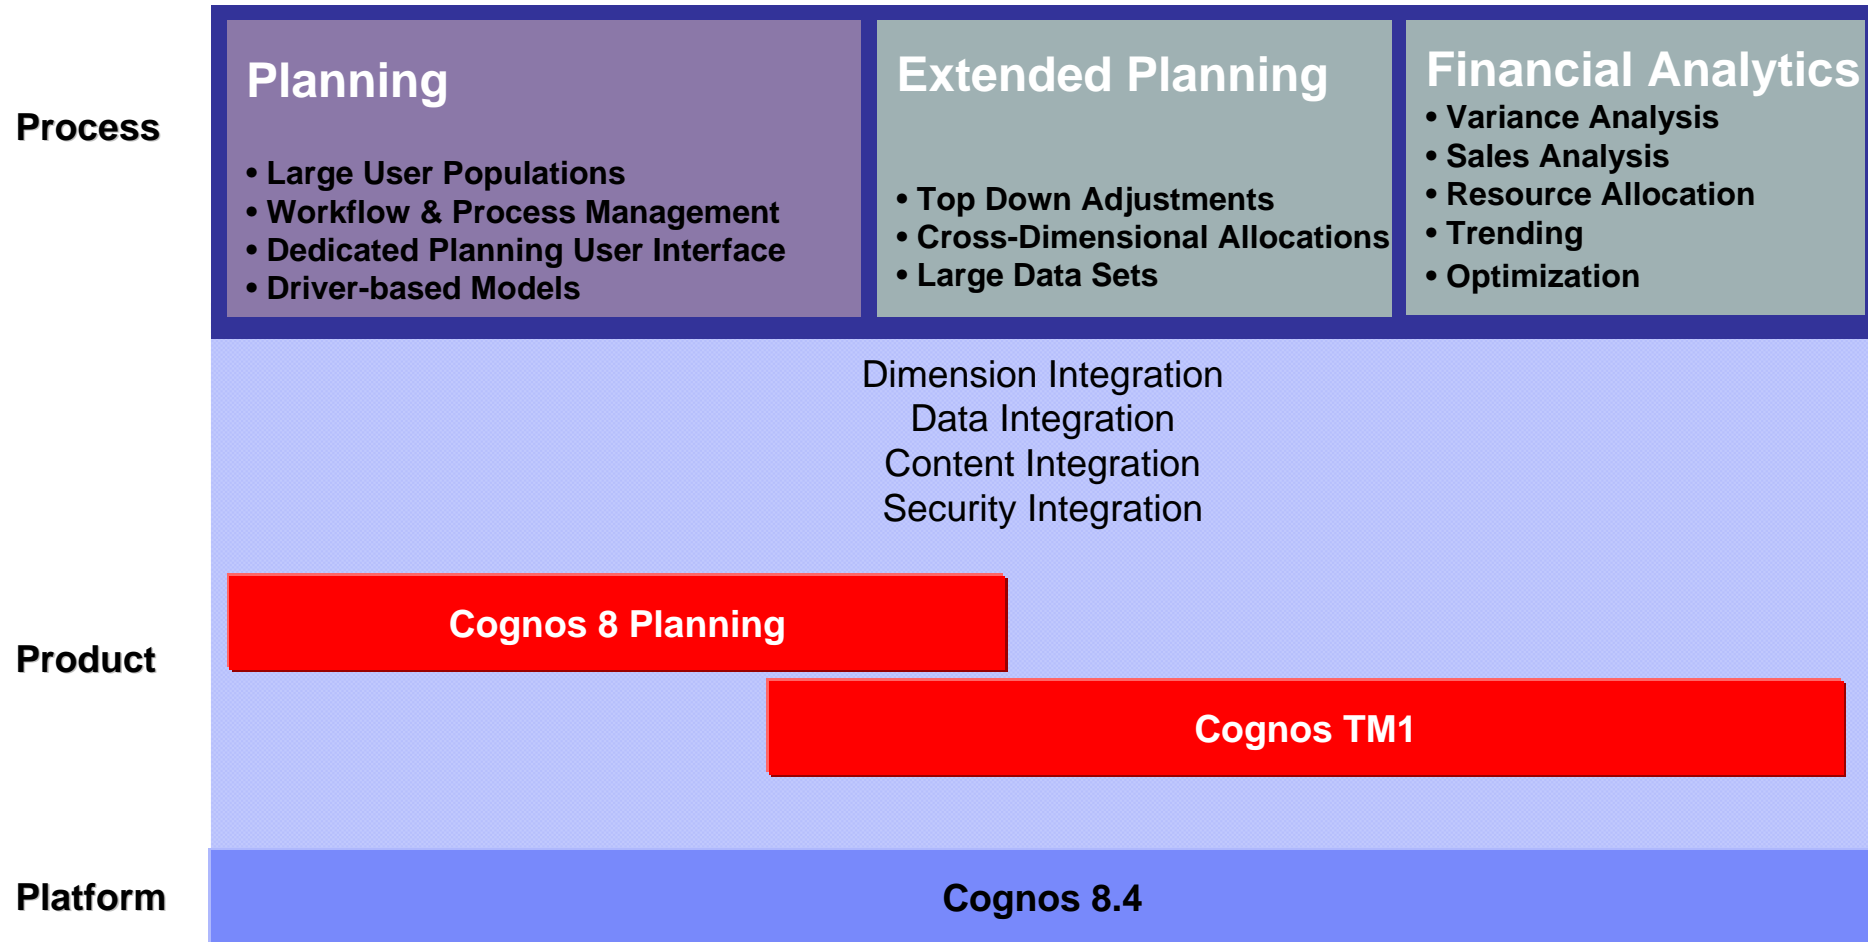 Process
Planning
• Large User Populations
• Workflow & Process Management
• Dedicated Planning User Interface
• Driver-based Models
Extended Planning
• Top Down Adjustments
• Cross-Dimensional Allocations
• Large Data Sets
Financial Analytics
• Variance Analysis
• Sales Analysis
• Resource Allocation
• Trending
• Optimization
Dimension Integration
Data Integration
Content Integration
Security Integration
Product
Cognos 8 Planning
Cognos TM1
Platform
Cognos 8.4